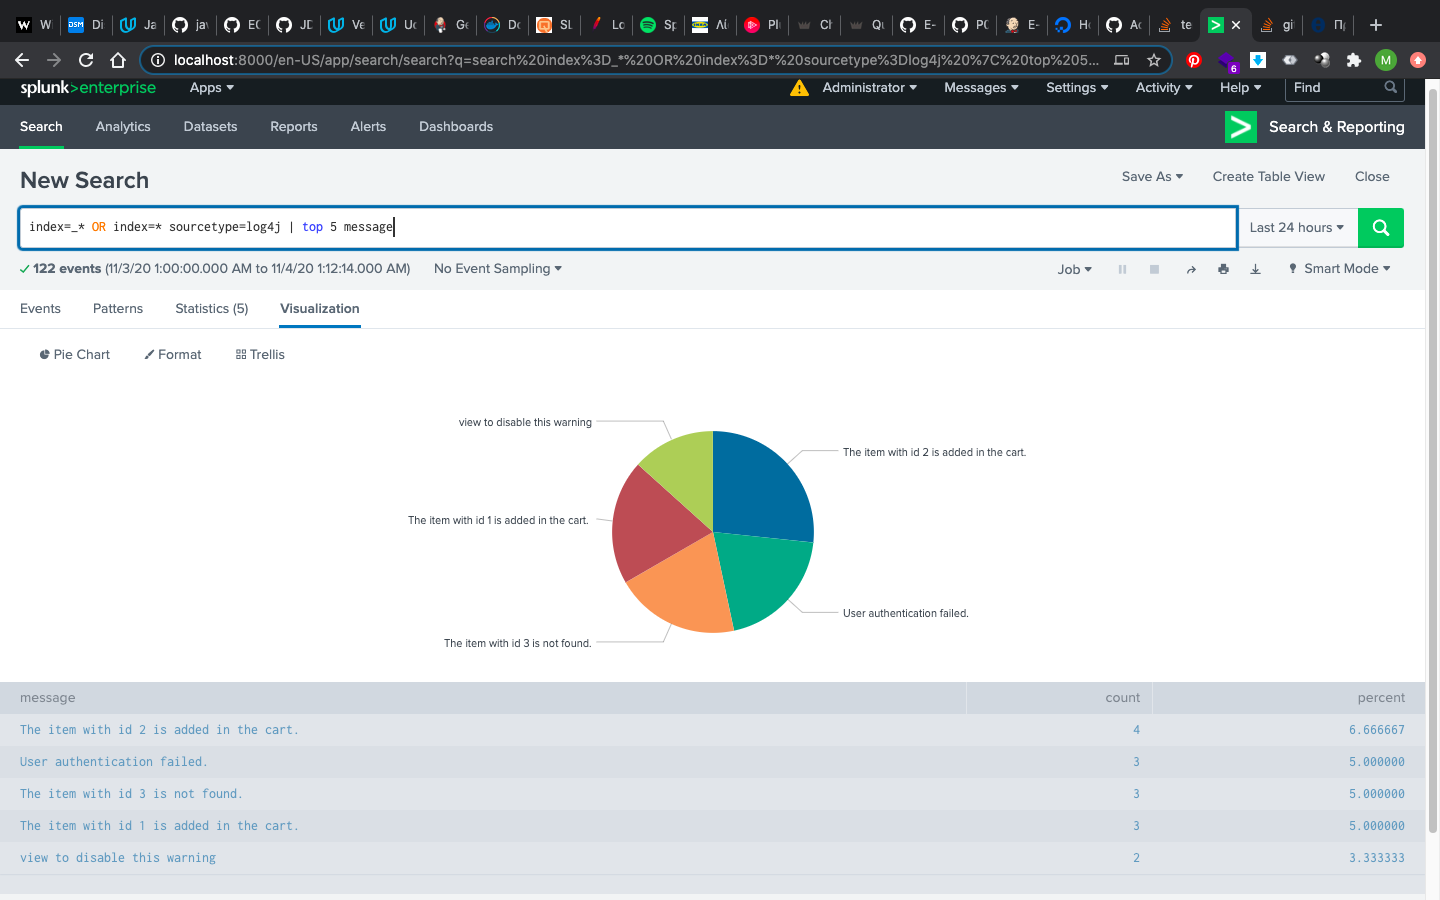 W DSM Di Ja jav EC JE Ve Uc Ge Do SL Lo Sp Ali Plu Ch Qu E- PC E- Ho Ac te gi Пр
localhost:8000/en-US/app/search/search?q=search%20index%3D_*%20OR%20index%3D*%20sourcetype%3Dlog4j%20%7C%20top%205... 6 M
splunk>enterprise Apps Administrator Messages Settings Activity Help Find
Search Analytics Datasets Reports Alerts Dashboards Search & Reporting
New Search Save As Create Table View Close
index=_* OR index=* sourcetype=log4j | top 5 message Last 24 hours
122 events (11/3/20 1:00:00.000 AM to 11/4/20 1:12:14.000 AM) No Event Sampling Job Smart Mode
Events Patterns Statistics (5) Visualization
Pie Chart Format Trellis
view to disable this warning
The item with id 2 is added in the cart.
The item with id 1 is added in the cart.
User authentication failed.
The item with id 3 is not found.
message count percent
The item with id 2 is added in the cart. 4 6.666667
User authentication failed. 3 5.000000
The item with id 3 is not found. 3 5.000000
The item with id 1 is added in the cart. 3 5.000000
view to disable this warning 2 3.333333